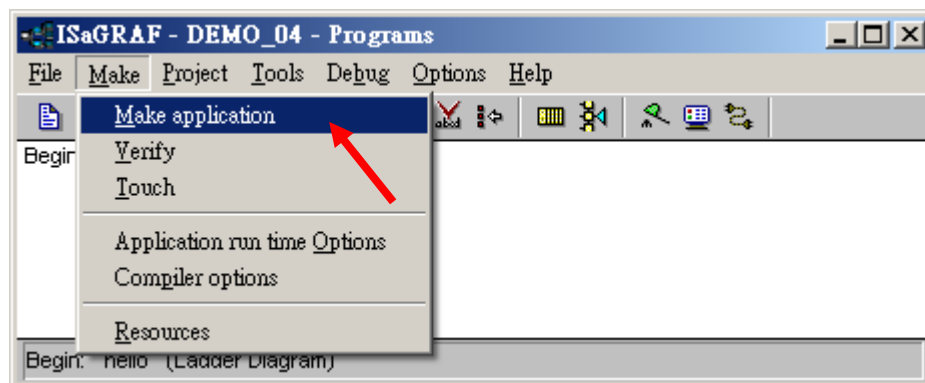 ISaGRAF - DEMO_04 - Programs
File Make Project Tools Debug Options Help
Make application
Begin
Verify
Touch
Application run time Options
Compiler options
Resources
Begin: hello (Ladder Diagram)